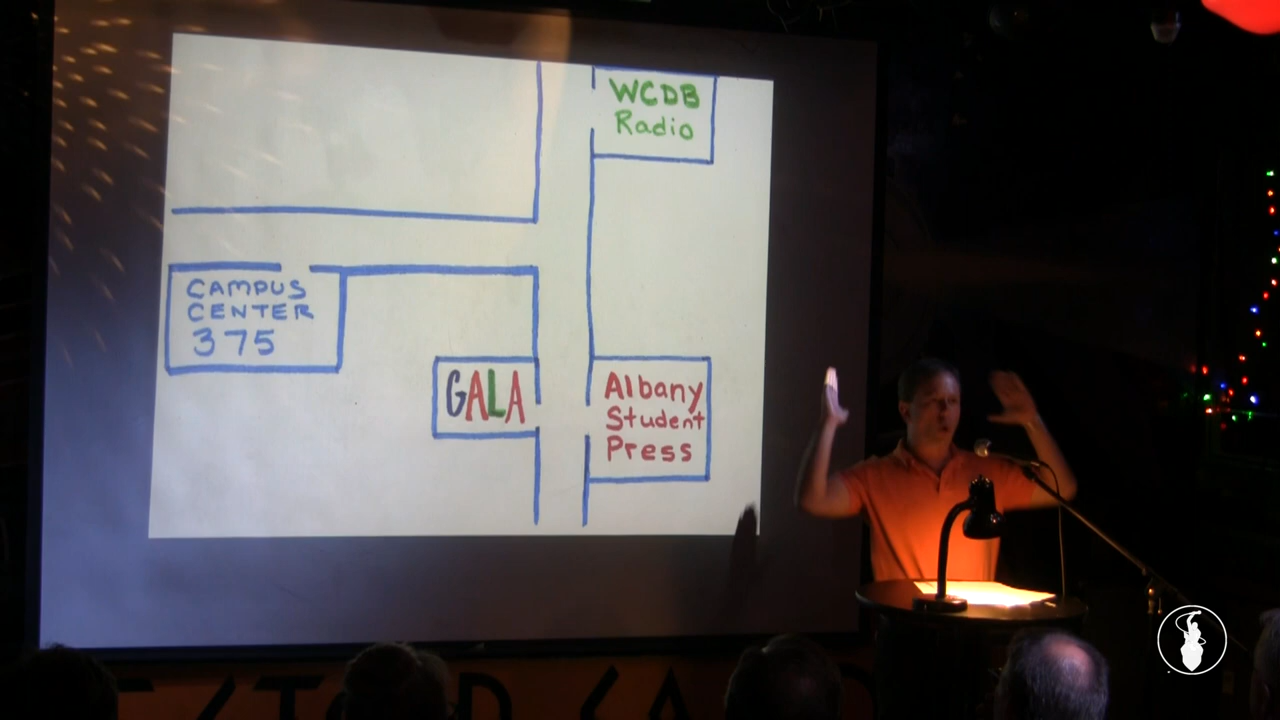 WCDB
Radio
CAMPUS
CENTER
375
GALA
Albany
Student
Press